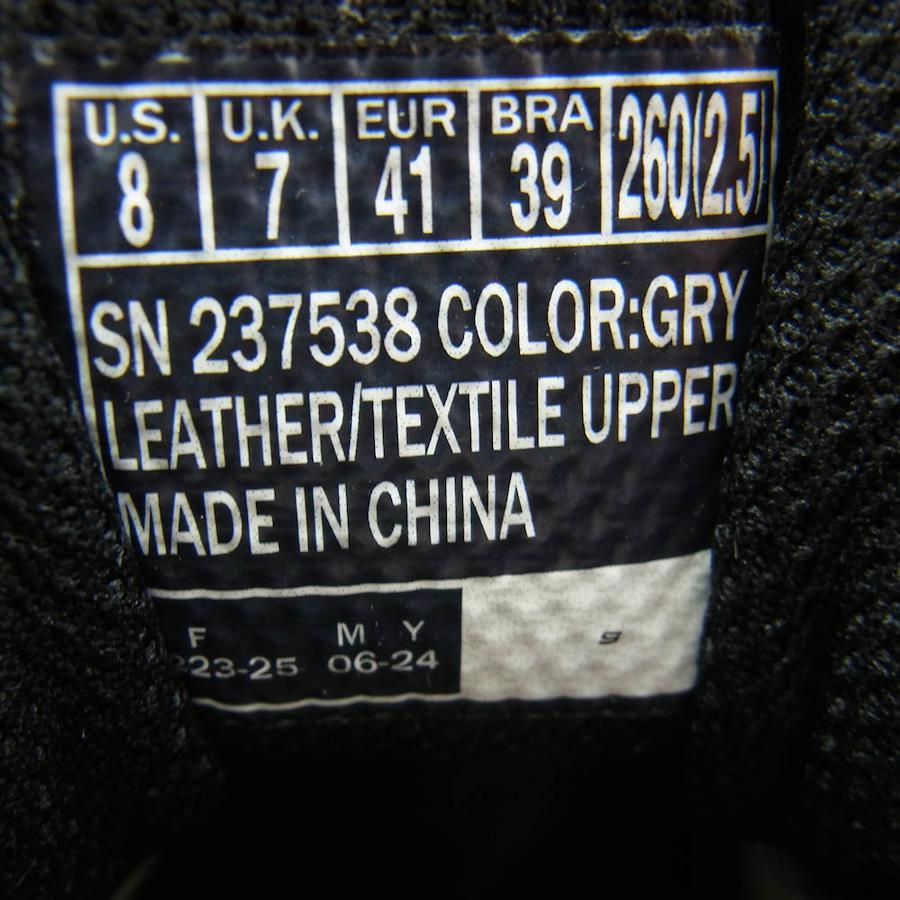 U.S. U.K. EUR BRA 260(2.5)
8 7 41 39
SN 237538 COLOR:GRY
LEATHER/TEXTILE UPPER
MADE IN CHINA
F M Y
23-25 06-24